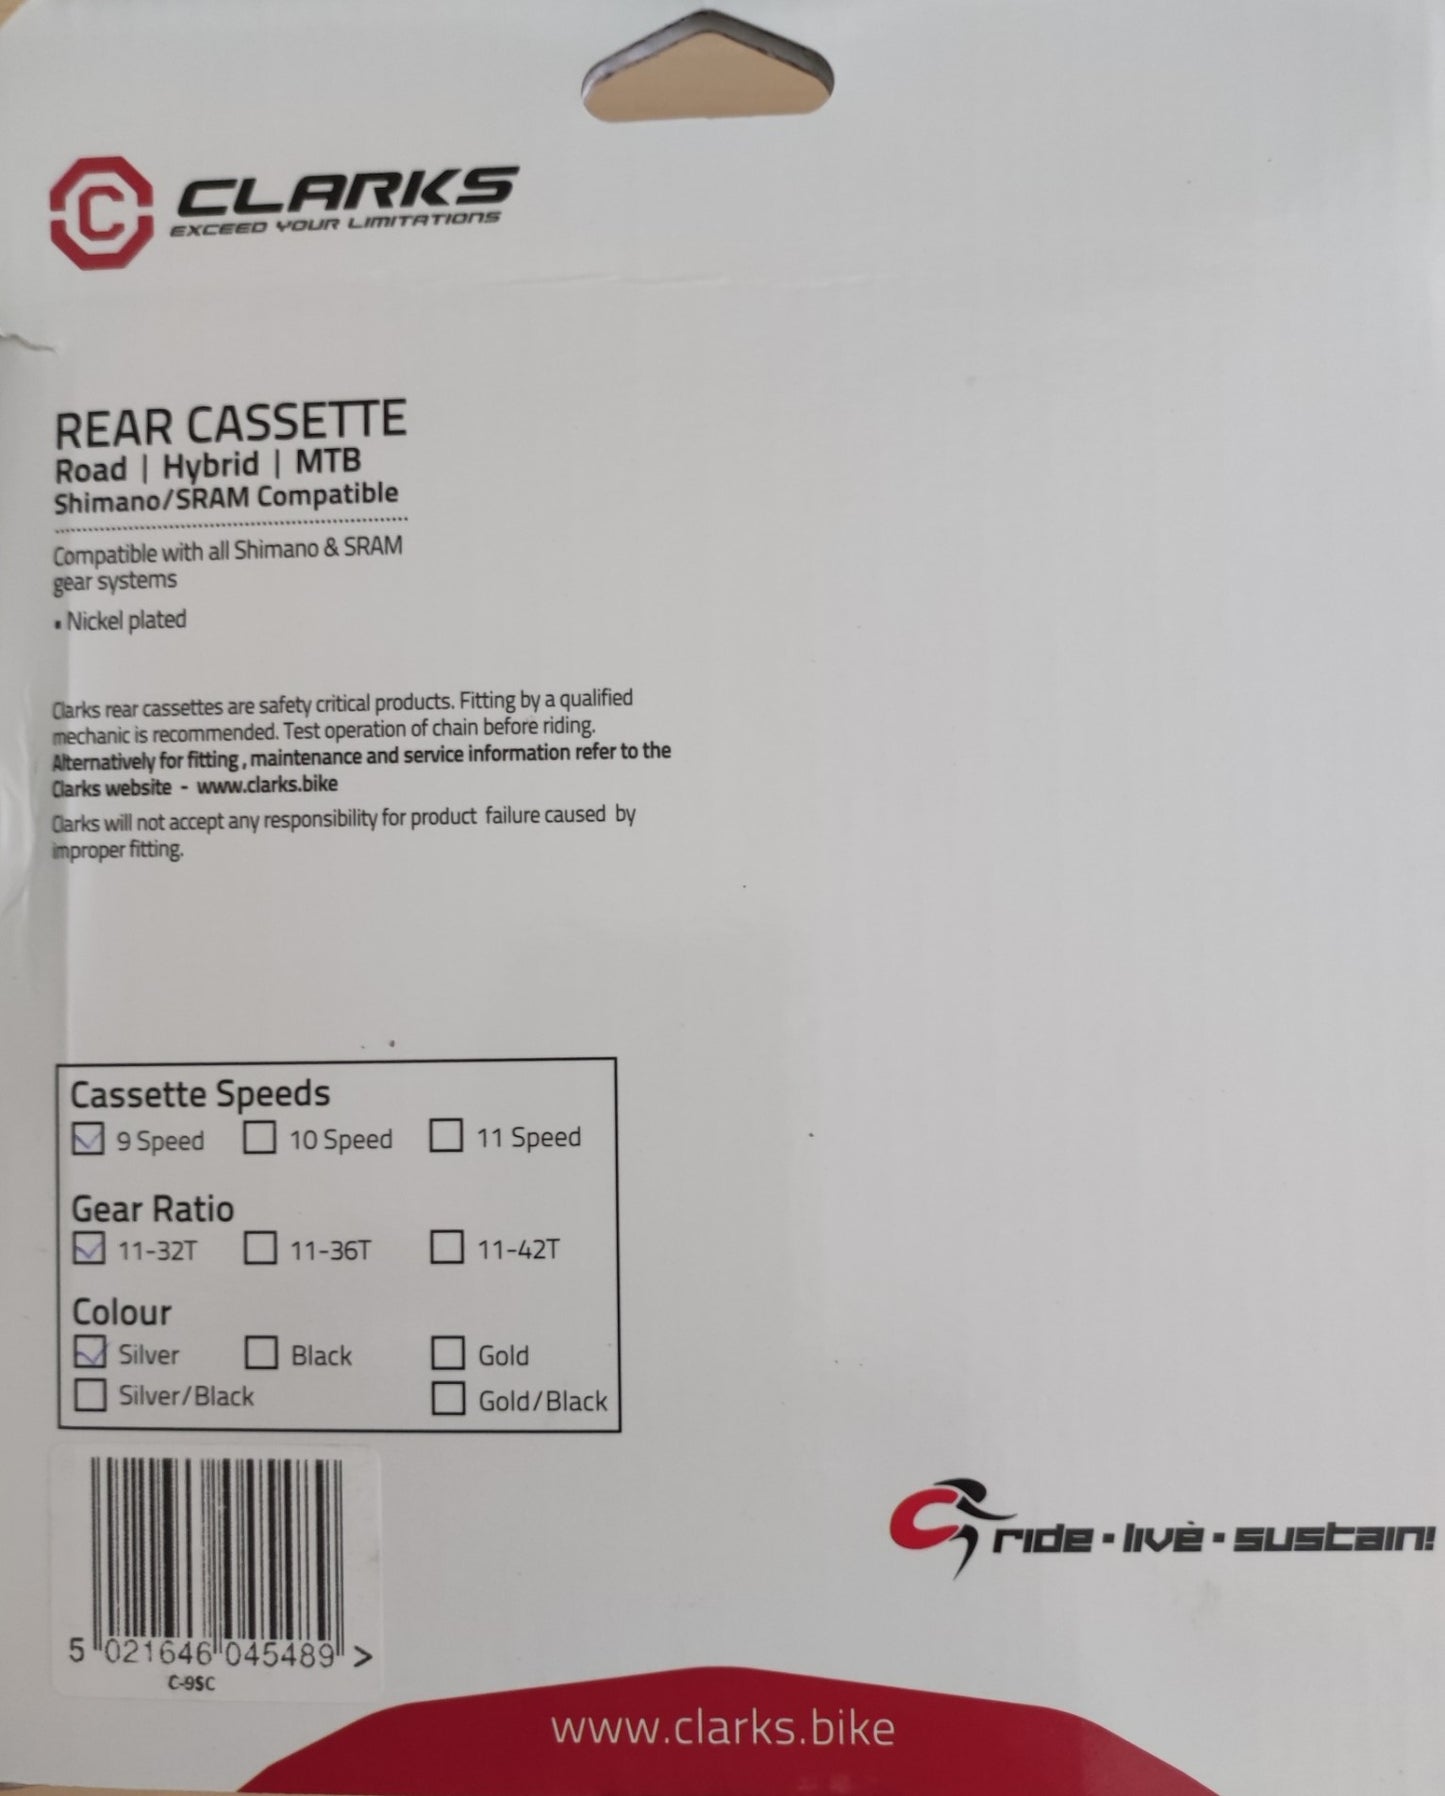 C
CLARKS
EXCEED YOUR LIMITATIONS
REAR CASSETTE
Road | Hybrid | MTB
Shimano/SRAM Compatible
Compatible with all Shimano & SRAM
gear systems
▪ Nickel plated
Clarks rear cassettes are safety critical products. Fitting by a qualified
mechanic is recommended. Test operation of chain before riding.
Alternatively for fitting , maintenance and service information refer to the
Clarks website - www.clarks.bike
Clarks will not accept any responsibility for product failure caused by
improper fitting.
Cassette Speeds
9 Speed 10 Speed 11 Speed
Gear Ratio
11-32T 11-36T 11-42T
Colour
Silver Black Gold
Silver/Black Gold/Black
5 021646 045489 >
C-9SC
ride · live · sustain!
www.clarks.bike